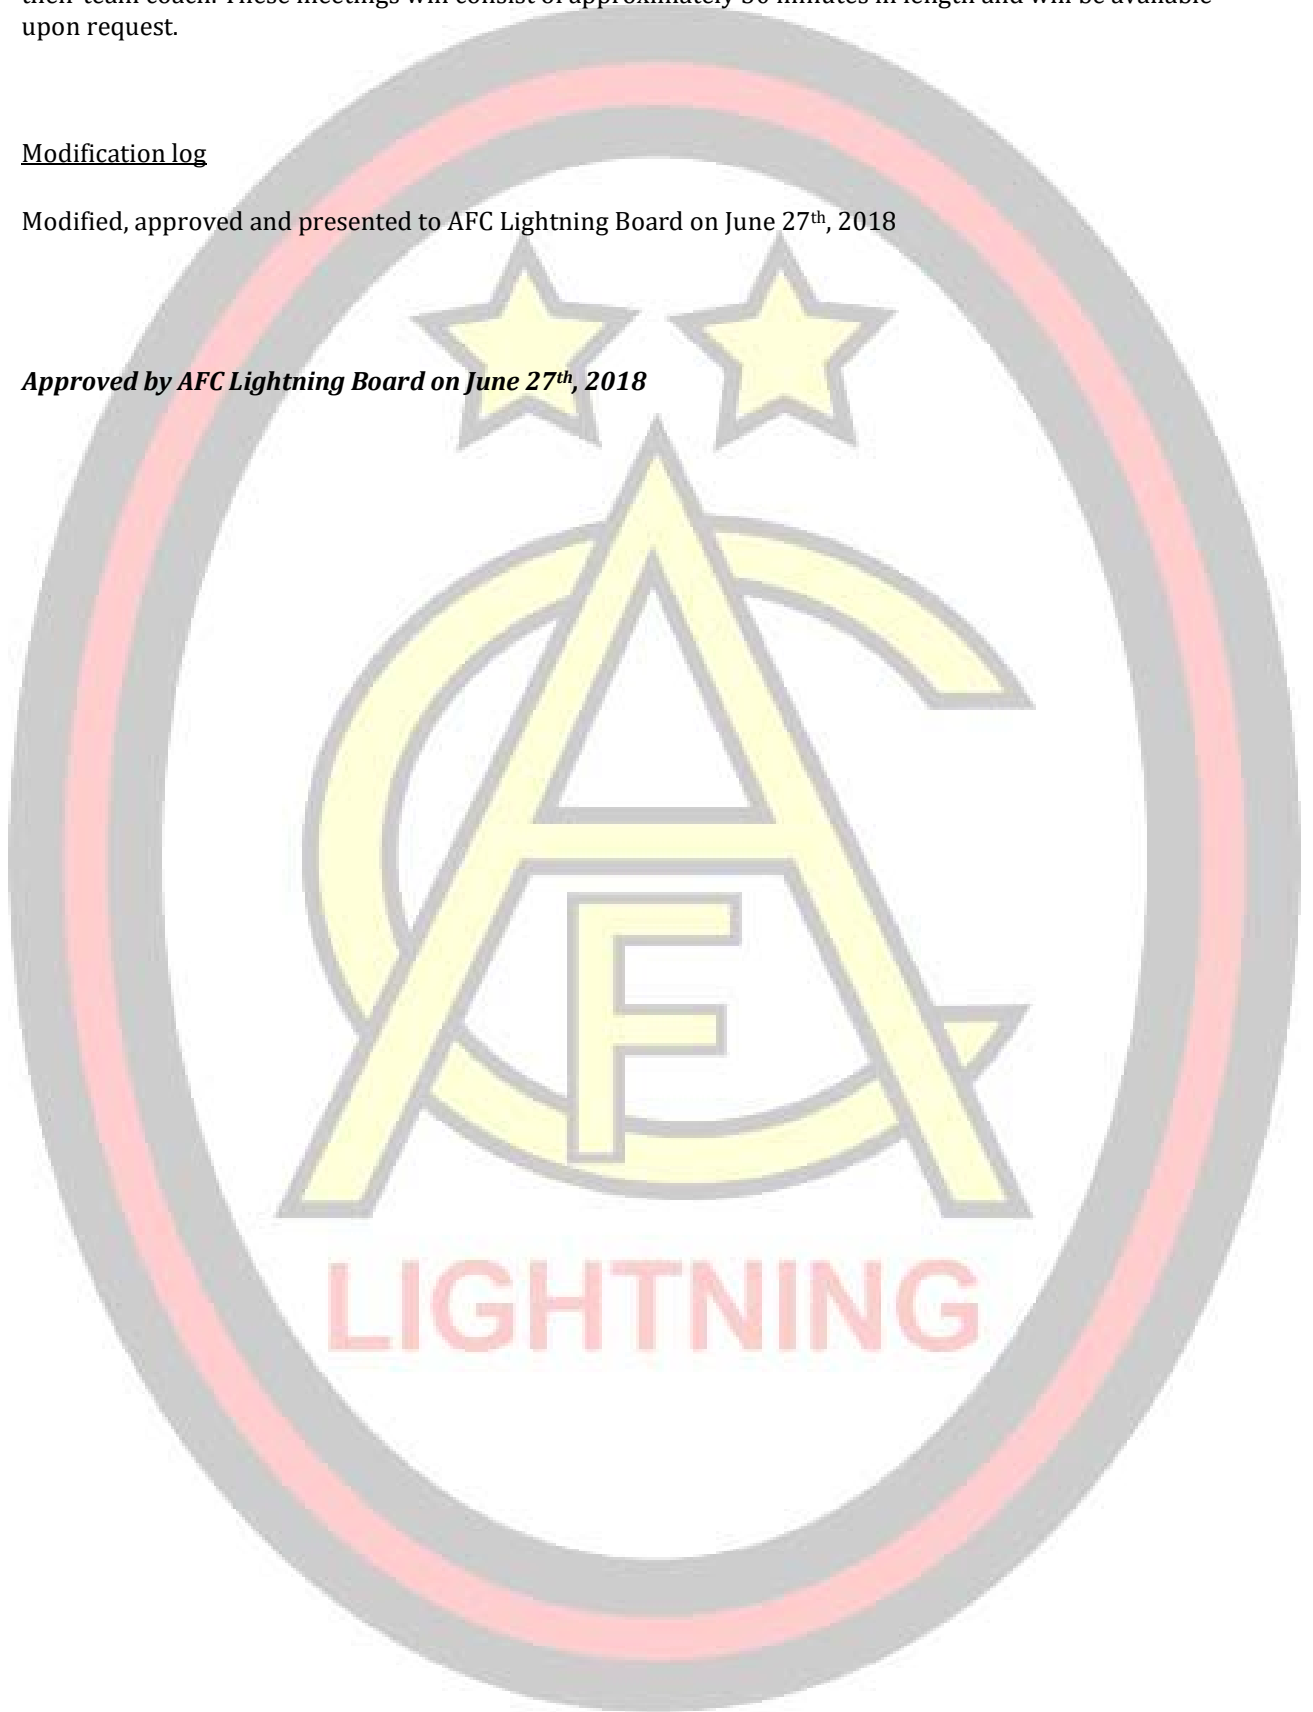 their team coach. These meetings will consist of approximately minutes in length and will be available
upon request.
Modification log
Modified, approved and presented to AFC Lightning Board on June 27th, 2018
Approved by AFC Lightning Board on June 27th, 2018
AFC
LIGHTNING